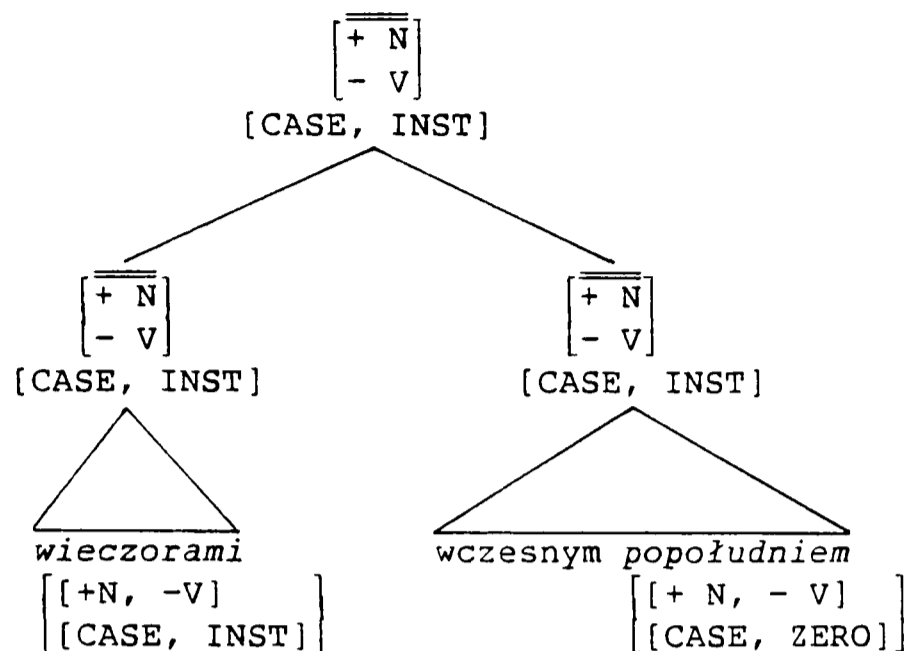 [+ N
- V]
[CASE, INST]
[+ N
- V]
[CASE, INST]
[+ N
- V]
[CASE, INST]
wieczorami
[[+N, -V]
[CASE, INST]]
wczesnym popołudniem
[[+ N, - V]
[CASE, ZERO]]